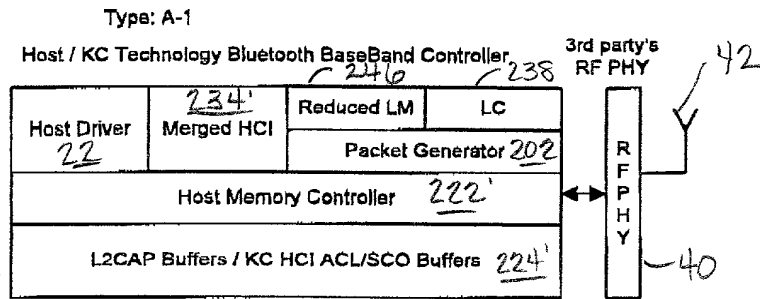 Type: A-1
Host / KC Technology Bluetooth BaseBand Controller
3rd party's
RF PHY
42
246
238
234'
Host Driver
22
Merged HCI
Reduced LM
LC
Packet Generator 202
Host Memory Controller 222'
L2CAP Buffers / KC HCI ACL/SCO Buffers 224'
RF PHY
40